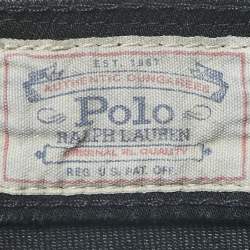 EST. 1967
AUTHENTIC DUNGAREES
Polo
RALPH LAUREN
ORIGINAL RL QUALITY
REG. U.S. PAT. OFF.